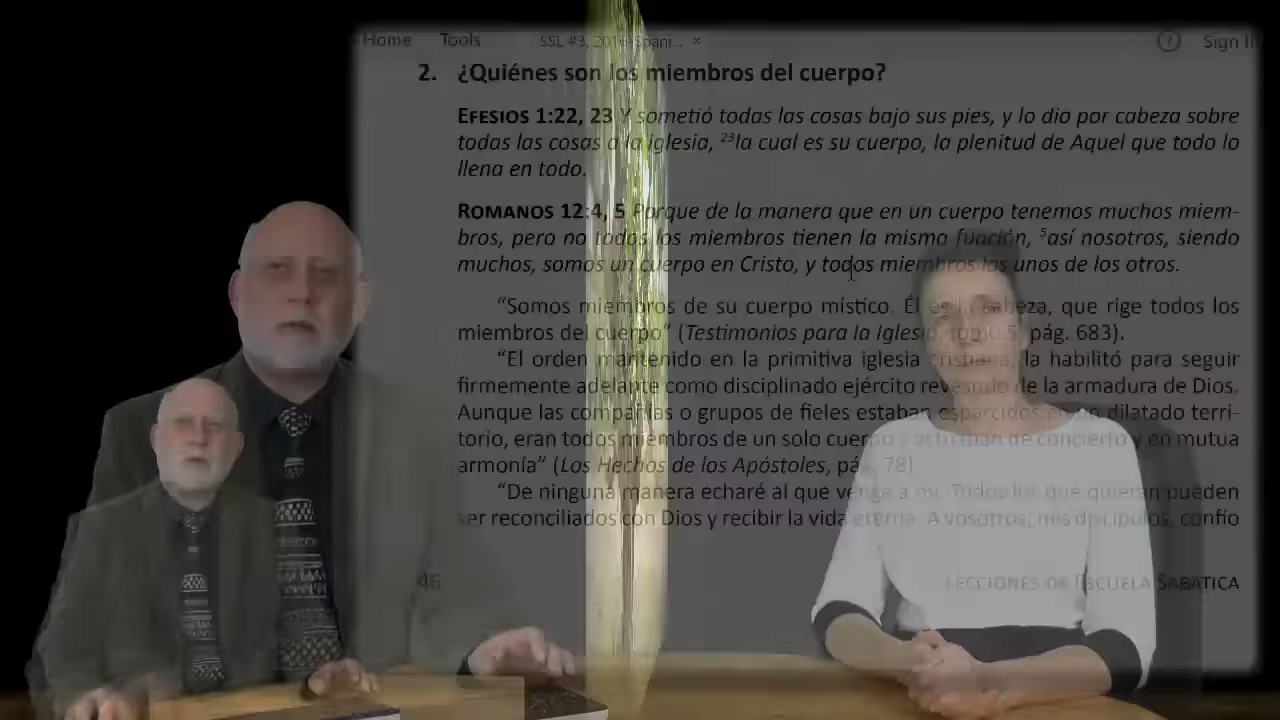 Home Tools SSL #3, 2016 Spani... × ? Sign In
2. ¿Quiénes son los miembros del cuerpo?
EFESIOS 1:22, 23 Y sometió todas las cosas bajo sus pies, y lo dio por cabeza sobre
todas las cosas a la iglesia, ²³la cual es su cuerpo, la plenitud de Aquel que todo lo
llena en todo.
ROMANOS 12:4, 5 Porque de la manera que en un cuerpo tenemos muchos miem-
bros, pero no todos los miembros tienen la misma función, ⁵así nosotros, siendo
muchos, somos un cuerpo en Cristo, y todos miembros los unos de los otros.
“Somos miembros de su cuerpo místico. Él es la cabeza, que rige todos los
miembros del cuerpo” (Testimonios para la Iglesia, tomo 5, pág. 683).
“El orden mantenido en la primitiva iglesia cristiana, la habilitó para seguir
firmemente adelante como disciplinado ejército revestido de la armadura de Dios.
Aunque las compañías o grupos de fieles estaban esparcidos en un dilatado terri-
torio, eran todos miembros de un solo cuerpo y actuaban de concierto y en mutua
armonía” (Los Hechos de los Apóstoles, pág. 78)
“De ninguna manera echaré al que venga a mí. Todos los que quieran pueden
ser reconciliados con Dios y recibir la vida eterna. A vosotros, mis discípulos, confío
46 LECCIONES DE ESCUELA SABÁTICA